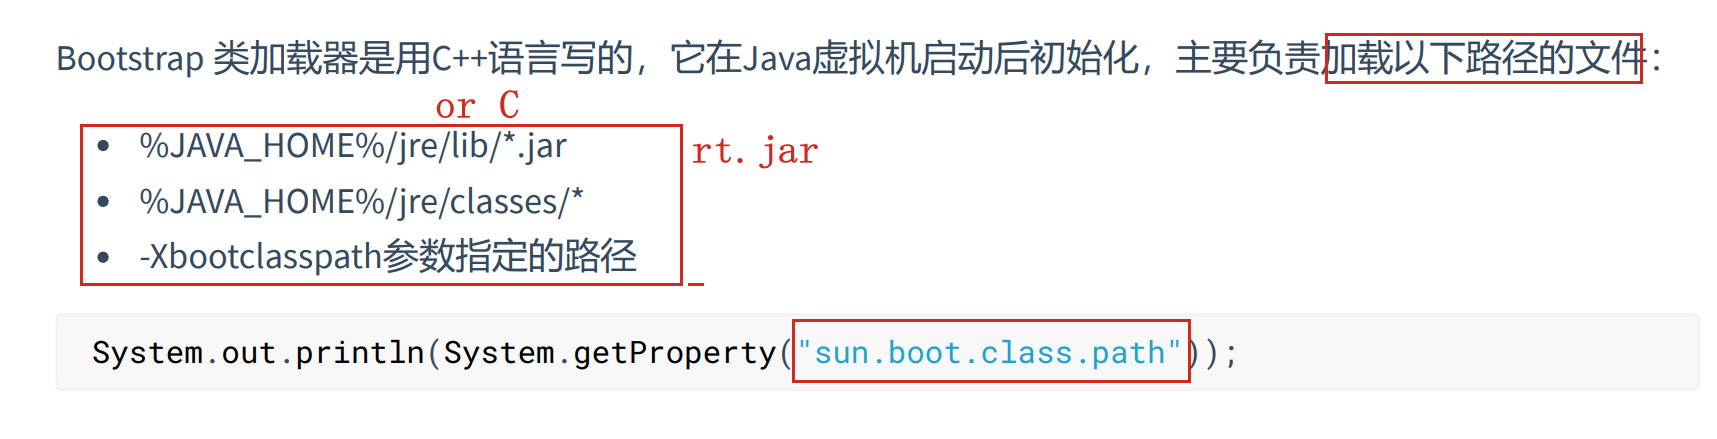 Bootstrap 类加载器是用C++语言写的，它在Java虚拟机启动后初始化，主要负责加载以下路径的文件：
or C
• %JAVA_HOME%/jre/lib/*.jar
rt.jar
• %JAVA_HOME%/jre/classes/*
• -Xbootclasspath参数指定的路径
System.out.println(System.getProperty("sun.boot.class.path"));